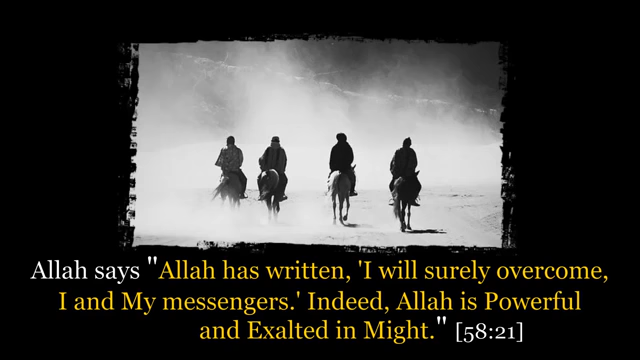 Allah says "Allah has written, 'I will surely overcome,
I and My messengers.' Indeed, Allah is Powerful
and Exalted in Might." [58:21]